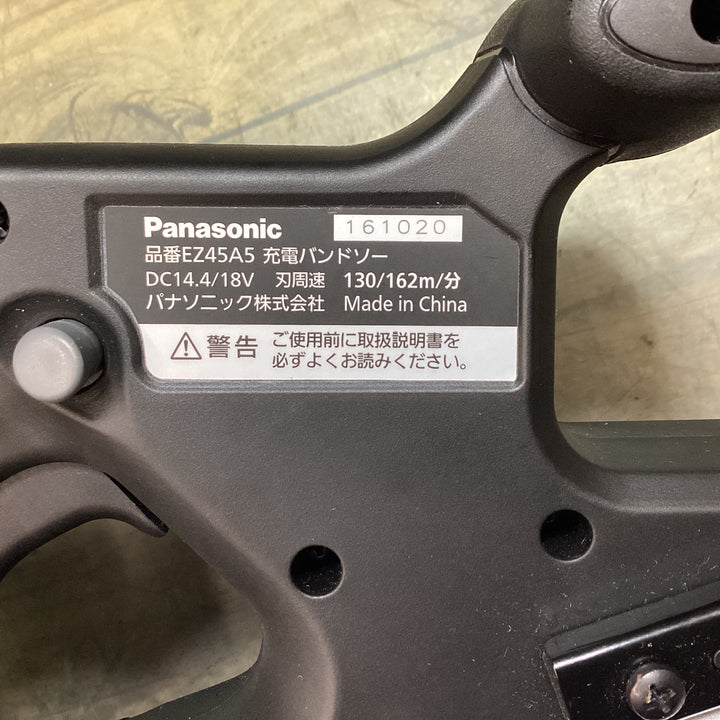 Panasonic 161020
品番EZ45A5 充電バンドソー
DC14.4/18V 刃周速 130/162m/分
パナソニック株式会社 Made in China
警告 ご使用前に取扱説明書を
必ずよくお読みください。